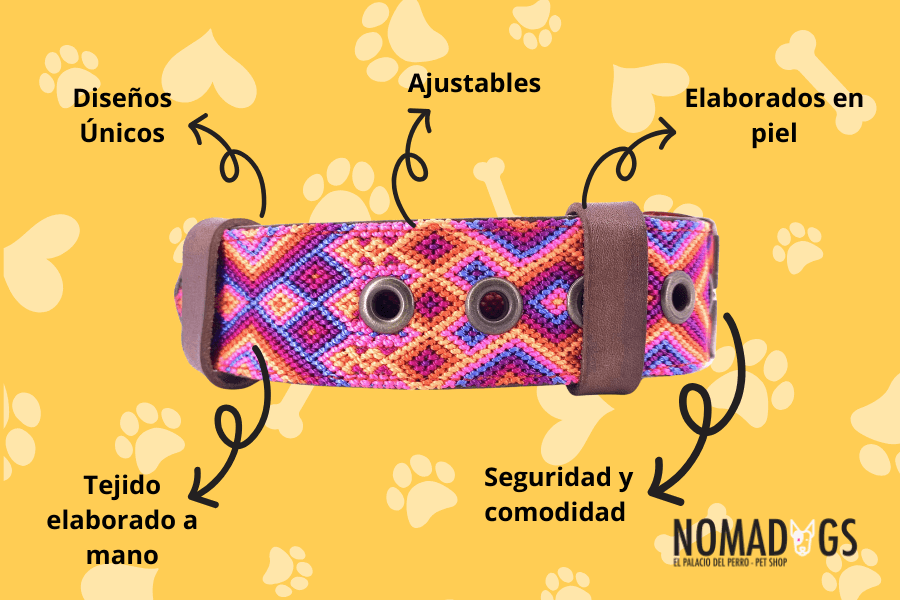 Diseños
Únicos
Ajustables
Elaborados en
piel
Tejido
elaborado a
mano
Seguridad y
comodidad
NOMADOGS
EL PALACIO DEL PERRO - PET SHOP